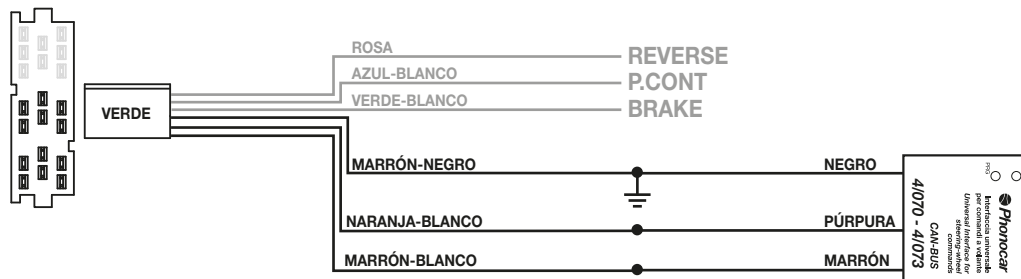 ROSA
REVERSE
AZUL-BLANCO
P.CONT
VERDE-BLANCO
BRAKE
VERDE
MARRÓN-NEGRO
NEGRO
NARANJA-BLANCO
PÚRPURA
MARRÓN-BLANCO
MARRÓN
PRG
Phonocar
Interfaccia universale
per comandi a volante
Universal Interface for
steering-wheel
commands
CAN-BUS
4/070 - 4/073